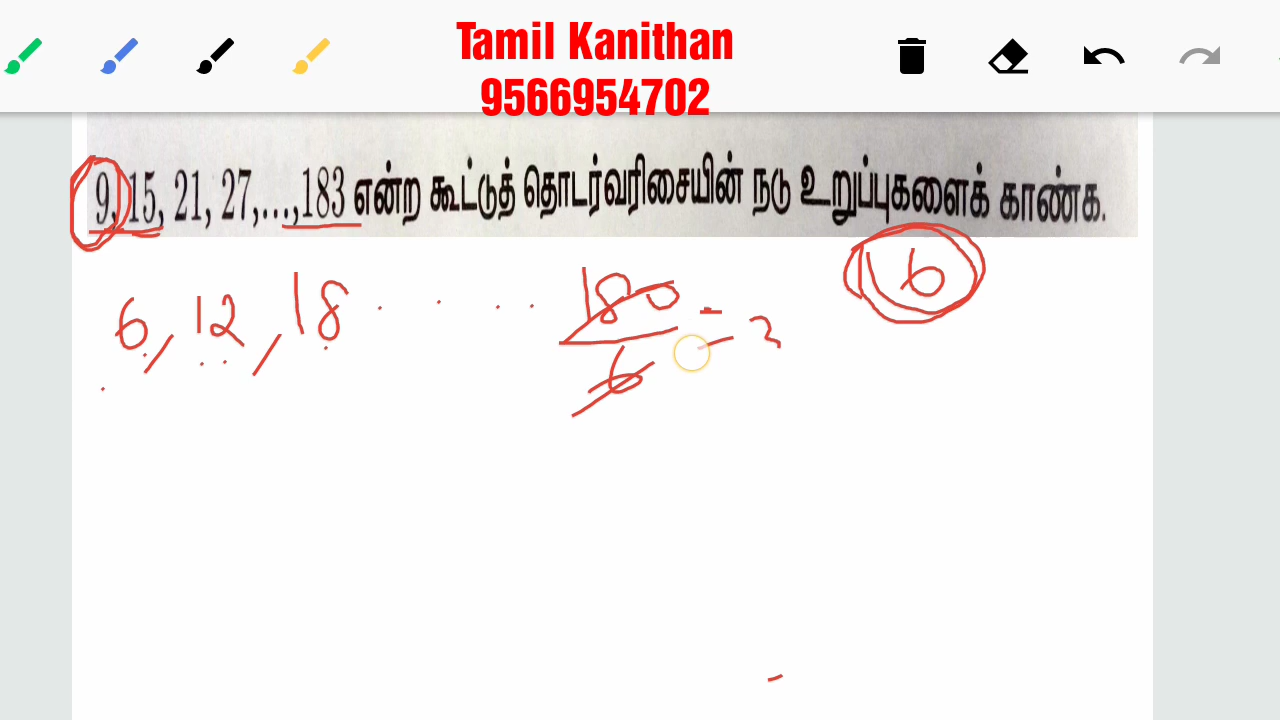 Tamil Kanithan
9566954702
9, 15, 21, 27,...,183 என்ற கூட்டுத் தொடர்வரிசையின் நடு உறுப்புகளைக் காண்க.
6
6, 12, 18 . . . . 180
6
= 3